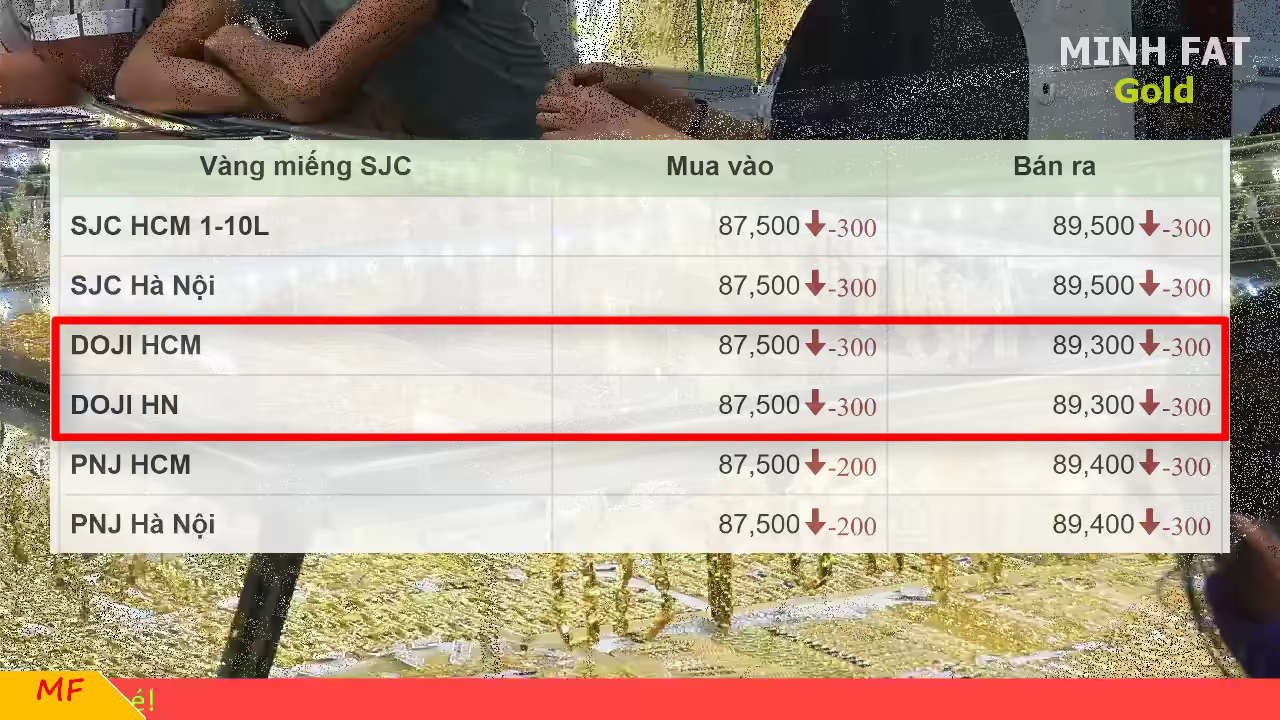 MINH FAT
Gold
Vàng miếng SJC Mua vào Bán ra
SJC HCM 1-10L 87,500 -300 89,500 -300
SJC Hà Nội 87,500 -300 89,500 -300
DOJI HCM 87,500 -300 89,300 -300
DOJI HN 87,500 -300 89,300 -300
PNJ HCM 87,500 -200 89,400 -300
PNJ Hà Nội 87,500 -200 89,400 -300
MF é!